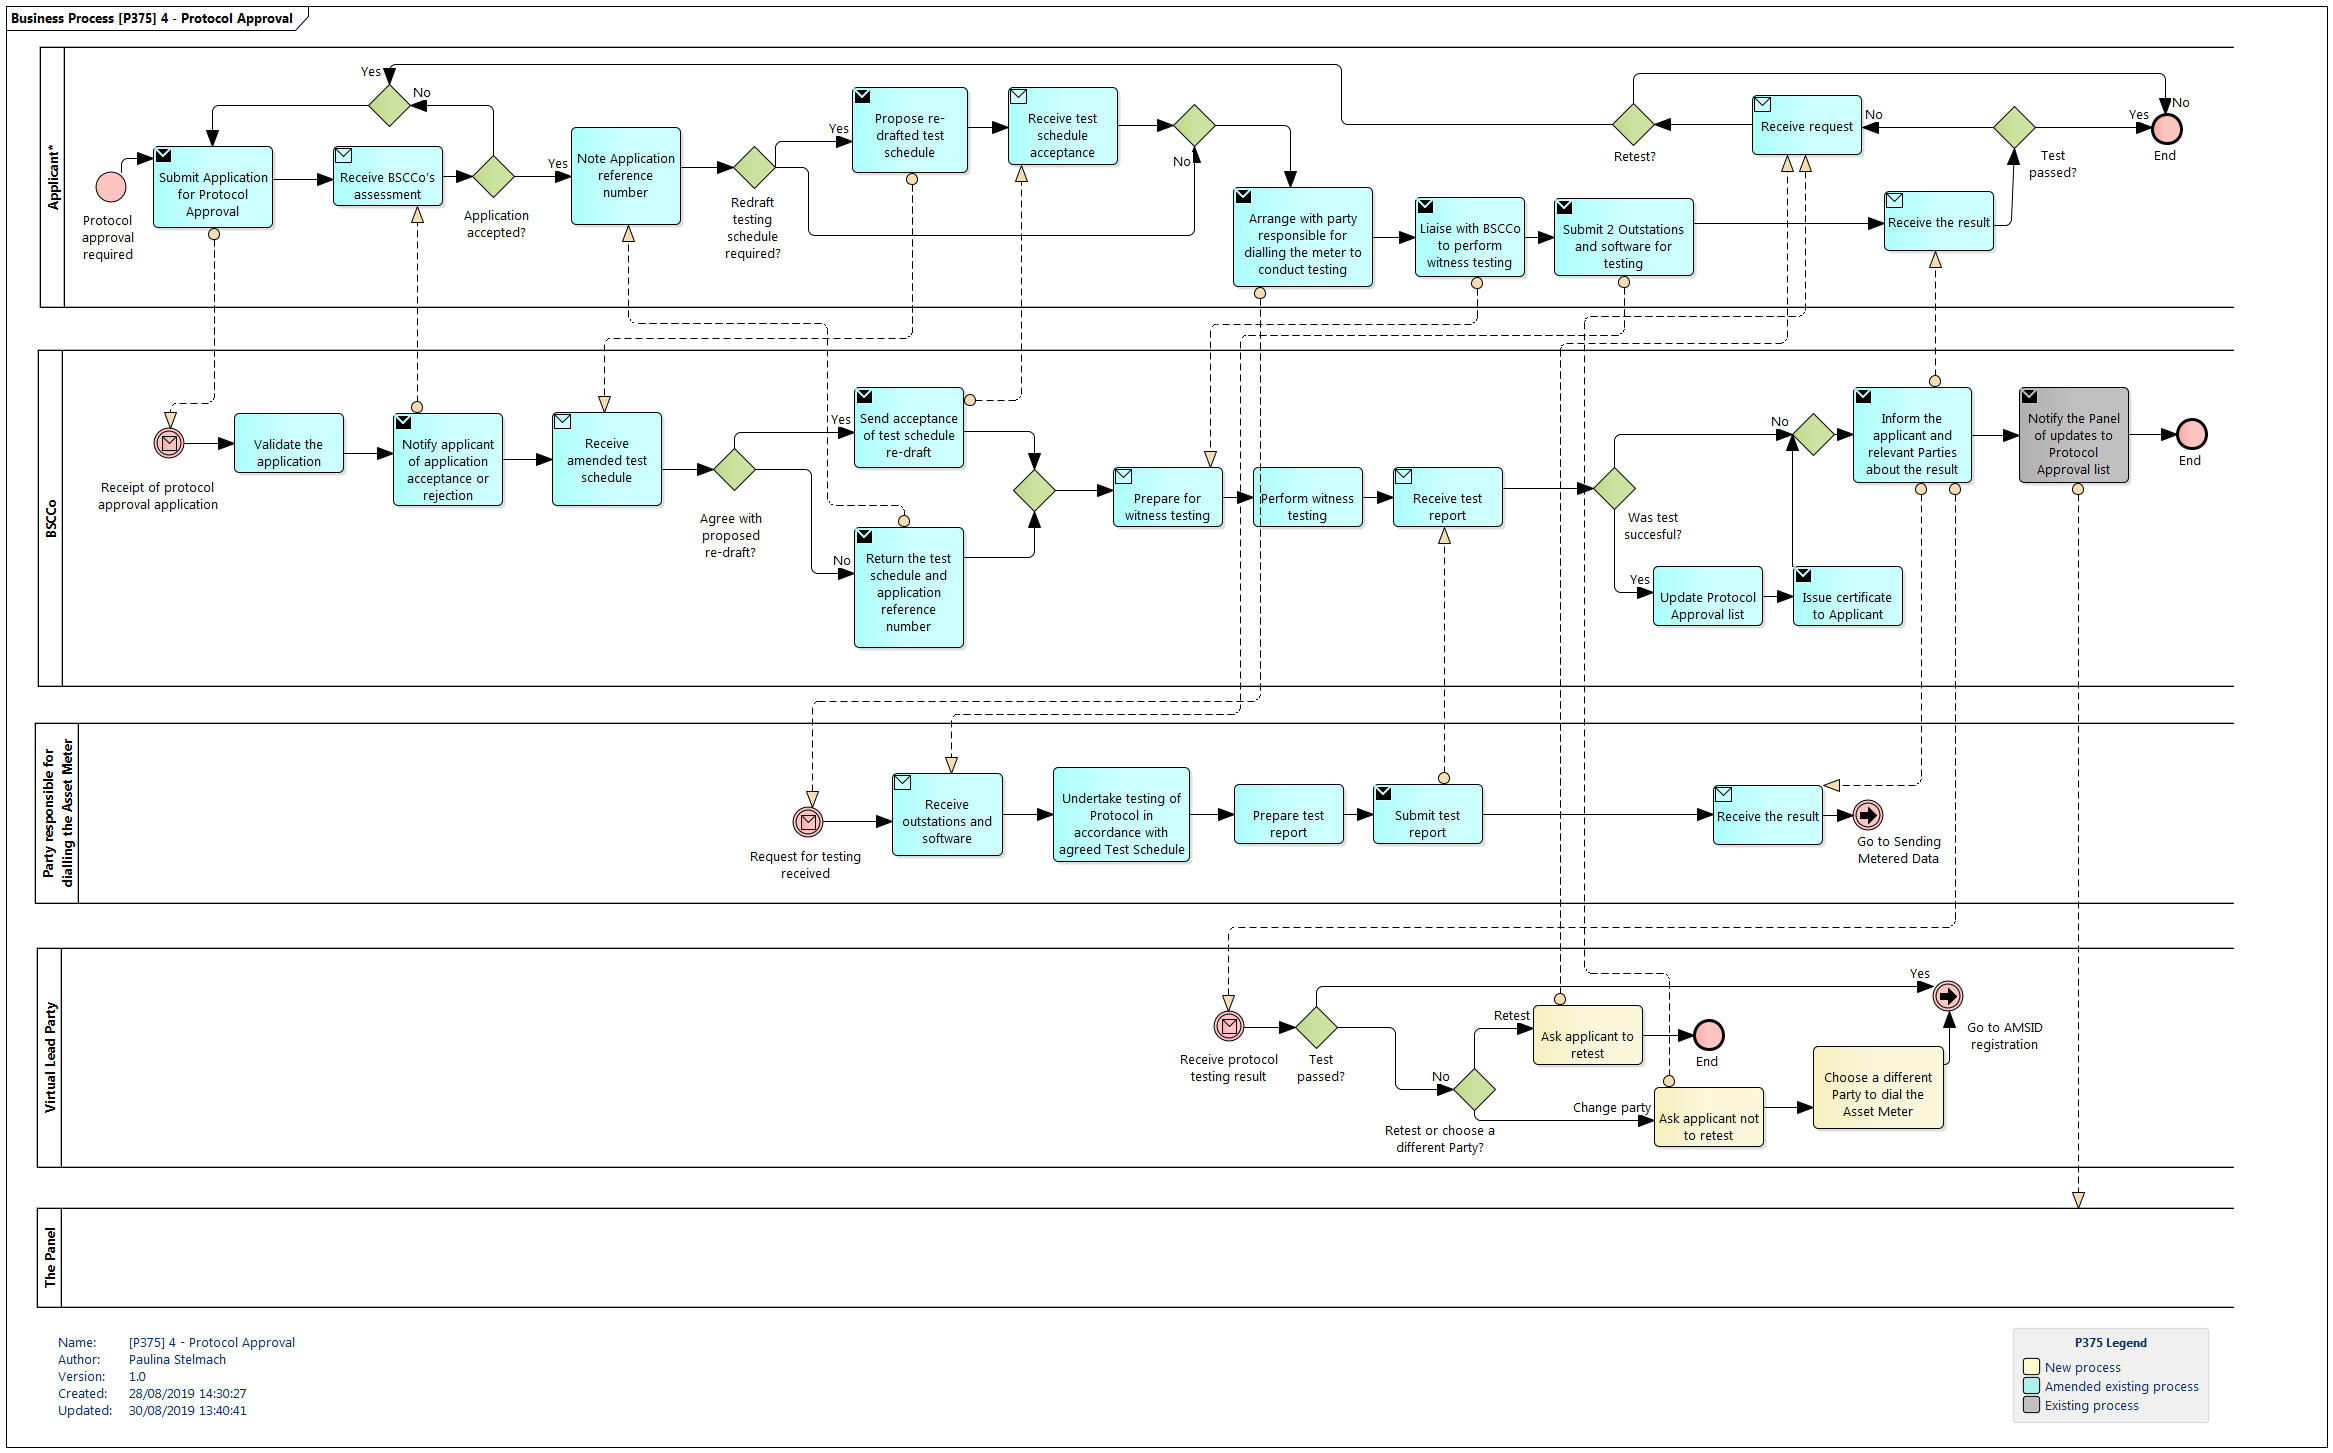 Business Process [P375] 4 - Protocol Approval
Applicant*
Protocol
approval
required
Submit Application
for Protocol
Approval
Receive BSCCo's
assessment
Yes
No
Application
accepted?
Yes
Note Application
reference
number
Redraft
testing
schedule
required?
Yes
Propose re-
drafted test
schedule
Receive test
schedule
acceptance
No
Arrange with party
responsible for
dialling the meter to
conduct testing
Liaise with BSCCo
to perform
witness testing
Submit 2 Outstations
and software for
testing
Retest?
Receive request
No
Receive the result
Test
passed?
Yes
No
End
BSCCo
Receipt of protocol
approval application
Validate the
application
Notify applicant
of application
acceptance or
rejection
Receive
amended test
schedule
Agree with
proposed
re-draft?
Yes
Send acceptance
of test schedule
re-draft
No
Return the test
schedule and
application
reference
number
Prepare for
witness testing
Perform witness
testing
Receive test
report
Was test
succesful?
No
Yes
Update Protocol
Approval list
Issue certificate
to Applicant
Inform the
applicant and
relevant Parties
about the result
Notify the Panel
of updates to
Protocol
Approval list
End
Party responsible for
dialling the Asset Meter
Request for testing
received
Receive
outstations and
software
Undertake testing of
Protocol in
accordance with
agreed Test Schedule
Prepare test
report
Submit test
report
Receive the result
Go to Sending
Metered Data
Virtual Lead Party
Receive protocol
testing result
Test
passed?
Yes
No
Retest or choose a
different Party?
Retest
Ask applicant to
retest
End
Change party
Ask applicant not
to retest
Choose a different
Party to dial the
Asset Meter
Go to AMSID
registration
The Panel
Name: [P375] 4 - Protocol Approval
Author: Paulina Stelmach
Version: 1.0
Created: 28/08/2019 14:30:27
Updated: 30/08/2019 13:40:41
P375 Legend
New process
Amended existing process
Existing process